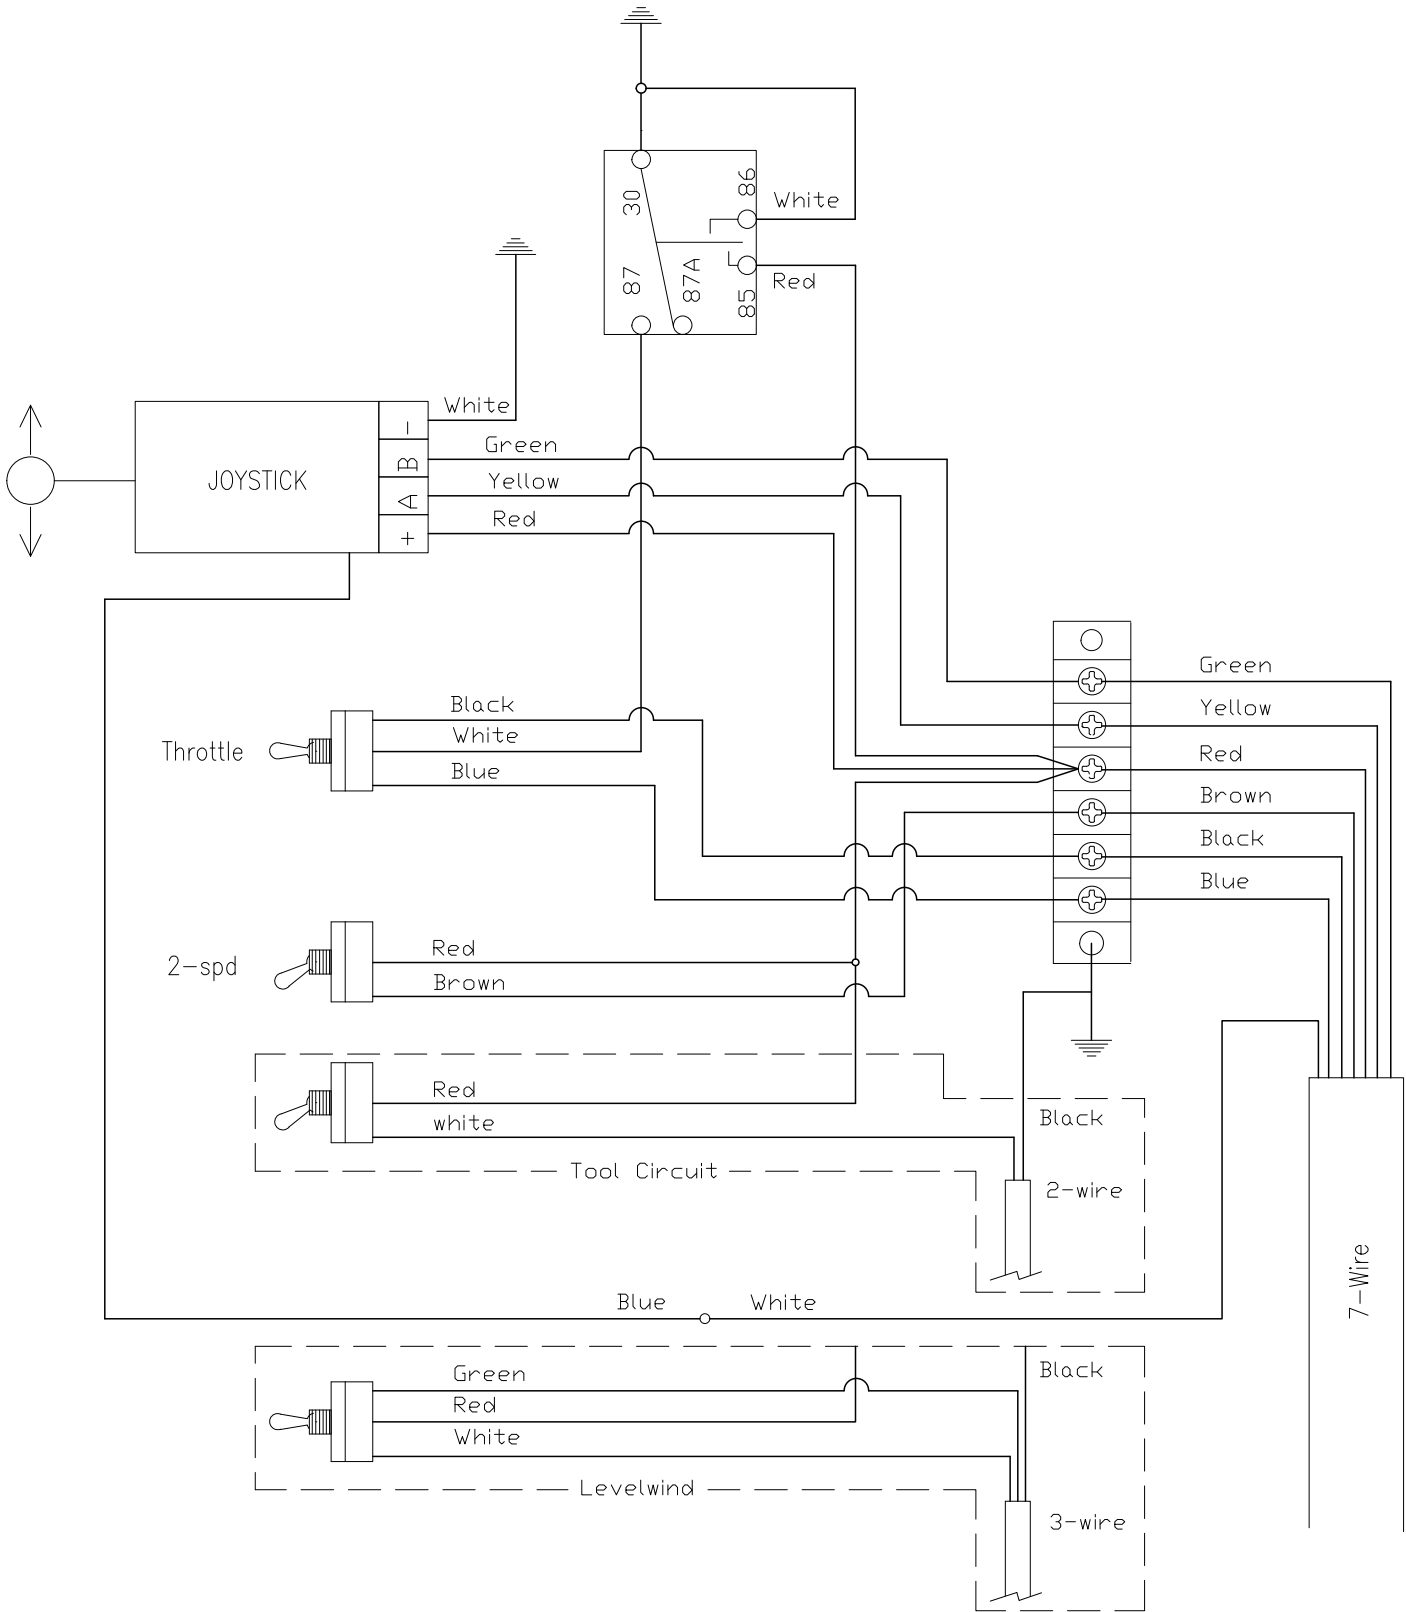 30
86
White
87
87A
85
Red
White
JOYSTICK
-
B
A
+
Green
Yellow
Red
Throttle
Black
White
Blue
Green
Yellow
Red
Brown
Black
Blue
2-spd
Red
Brown
Red
white
Black
Tool Circuit
2-wire
7-Wire
Blue
White
Green
Red
White
Black
Levelwind
3-wire